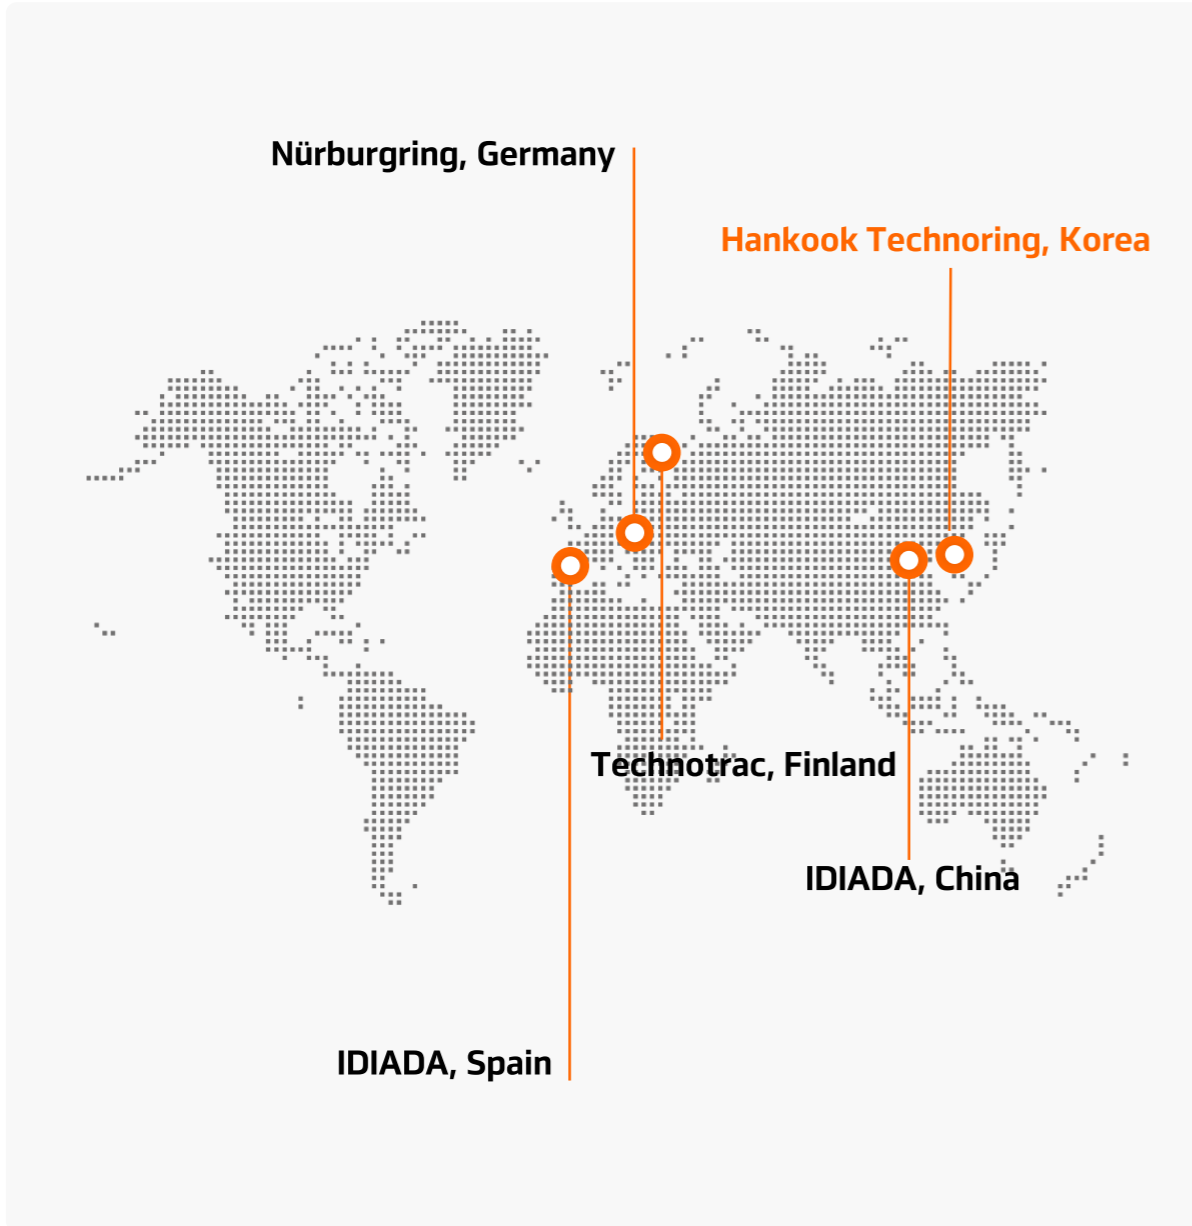 Nürburgring, Germany
Hankook Technoring, Korea
Technotrac, Finland
IDIADA, China
IDIADA, Spain